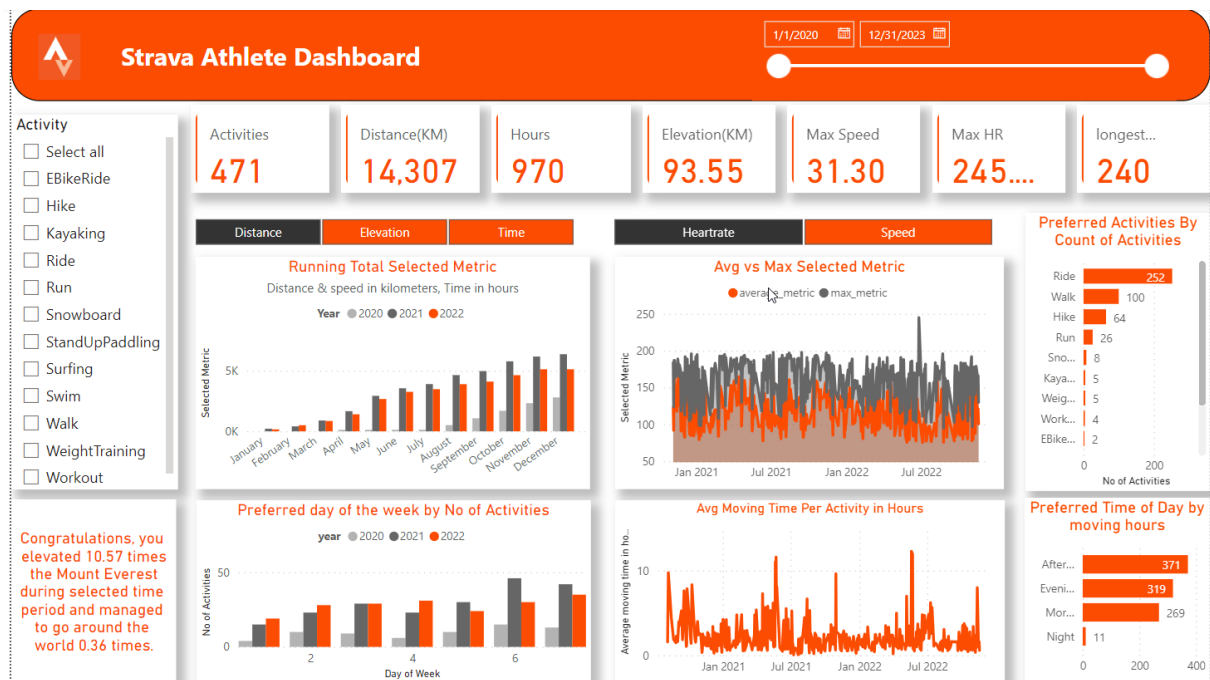 Strava Athlete Dashboard
1/1/2020
12/31/2023
Activity
Select all
EBikeRide
Hike
Kayaking
Ride
Run
Snowboard
StandUpPaddling
Surfing
Swim
Walk
WeightTraining
Workout
Activities
471
Distance(KM)
14,307
Hours
970
Elevation(KM)
93.55
Max Speed
31.30
Max HR
245....
longest...
240
Distance
Elevation
Time
Heartrate
Speed
Running Total Selected Metric
Distance & speed in kilometers, Time in hours
Year 2020 2021 2022
Selected Metric
5K
0K
January
February
March
April
May
June
July
August
September
October
November
December
Avg vs Max Selected Metric
average_metric max_metric
Selected Metric
250
200
150
100
50
Jan 2021
Jul 2021
Jan 2022
Jul 2022
Preferred Activities By
Count of Activities
Ride 252
Walk 100
Hike 64
Run 26
Sno... 8
Kaya... 5
Weig... 5
Work... 4
EBike... 2
0 200
No of Activities
Congratulations, you
elevated 10.57 times
the Mount Everest
during selected time
period and managed
to go around the
world 0.36 times.
Preferred day of the week by No of Activities
year 2020 2021 2022
No of Activities
50
0
2 4 6
Day of Week
Avg Moving Time Per Activity in Hours
Average moving time in ho...
10
0
Jan 2021
Jul 2021
Jan 2022
Jul 2022
Preferred Time of Day by
moving hours
After... 371
Eveni... 319
Mor... 269
Night 11
0 200 400